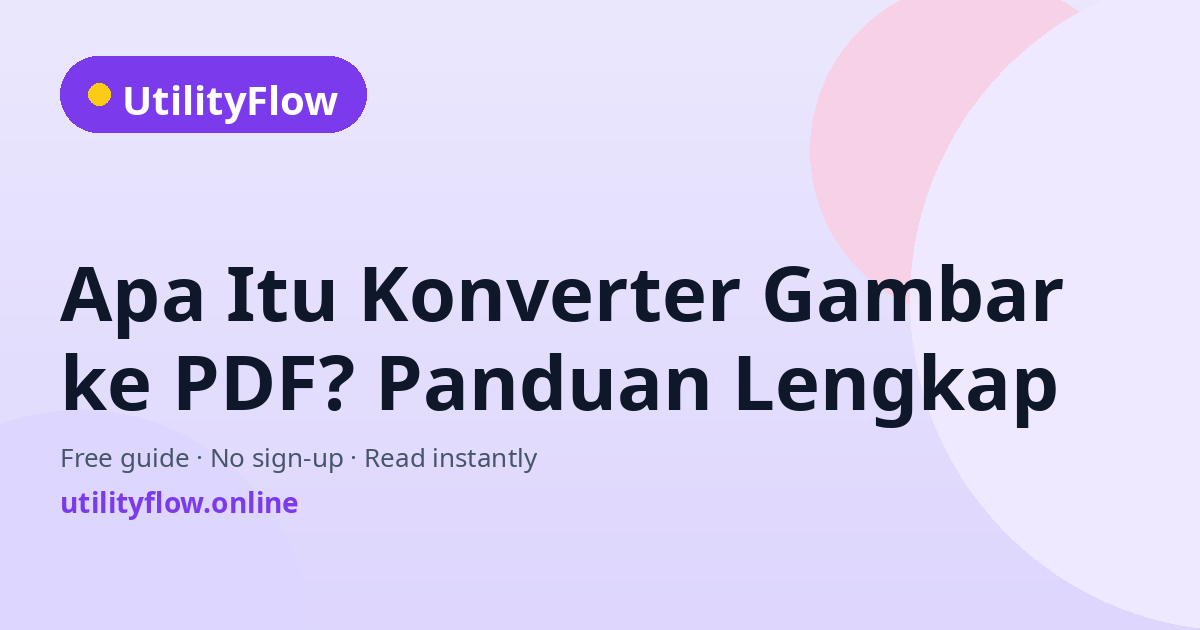 UtilityFlow
Apa Itu Konverter Gambar
ke PDF? Panduan Lengkap
Free guide · No sign-up · Read instantly
utilityflow.online